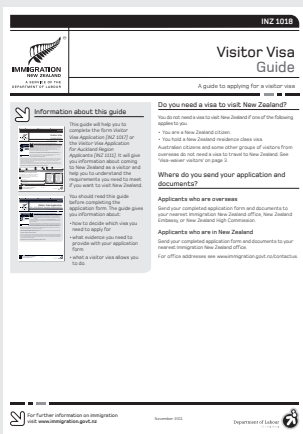 INZ 1018
IMMIGRATION
NEW ZEALAND
A SERVICE OF THE
DEPARTMENT OF LABOUR
Visitor Visa
Guide
A guide to applying for a visitor visa
Information about this guide
This guide will help you to
complete the form Visitor
Visa Application (INZ 1017) or
the Visitor Visa Application
for Auckland Region
Applicants (INZ 1111). It will give
you information about coming
to New Zealand as a visitor and
help you to understand the
requirements you need to meet
if you want to visit New Zealand.
You should read this guide
before completing the
application form. The guide gives
you information about:
• how to decide which visa you
need to apply for
• what evidence you need to
provide with your application
form
• what a visitor visa allows you
to do.
Do you need a visa to visit New Zealand?
You do not need a visa to visit New Zealand if one of the following
applies to you.
• You are a New Zealand citizen.
• You hold a New Zealand residence class visa.
Australian citizens and some other groups of visitors from
overseas do not need a visa to travel to New Zealand. See
'Visa-waiver visitors' on page 3.
Where do you send your application and
documents?
Applicants who are overseas
Send your completed application form and documents to
your nearest Immigration New Zealand office, New Zealand
Embassy, or New Zealand High Commission.
Applicants who are in New Zealand
Send your completed application form and documents to your
nearest Immigration New Zealand office.
For office addresses see www.immigration.govt.nz/contactus.
For further information on immigration
visit www.immigration.govt.nz
November
Department of Labour